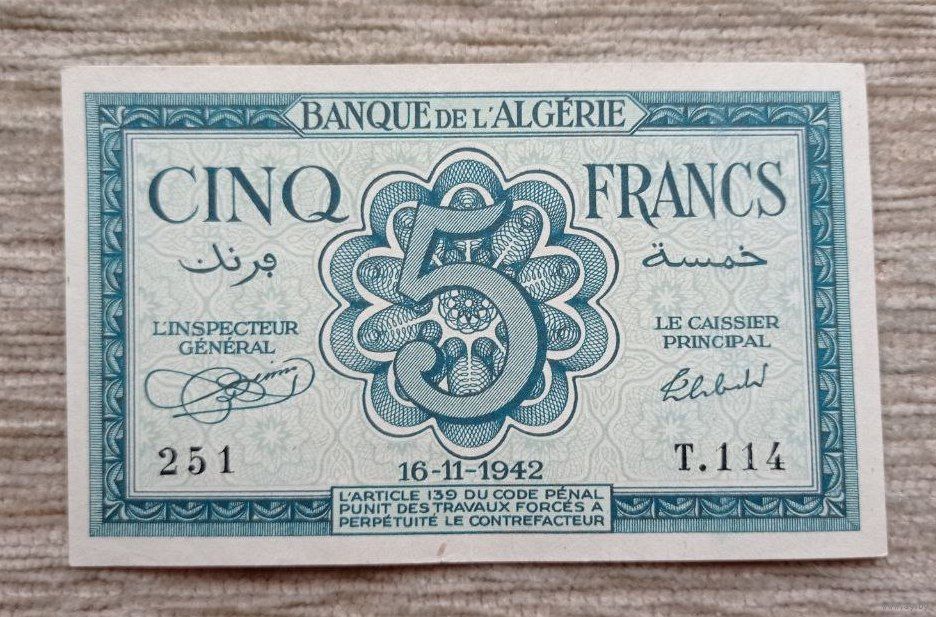 BANQUE DE L'ALGÉRIE
CINQ FRANCS
خمسة فرنك
L'INSPECTEUR
GÉNÉRAL
LE CAISSIER
PRINCIPAL
251
T.114
16-11-1942
L'ARTICLE 139 DU CODE PÉNAL
PUNIT DES TRAVAUX FORCÉS A
PERPÉTUITÉ LE CONTREFACTEUR
5